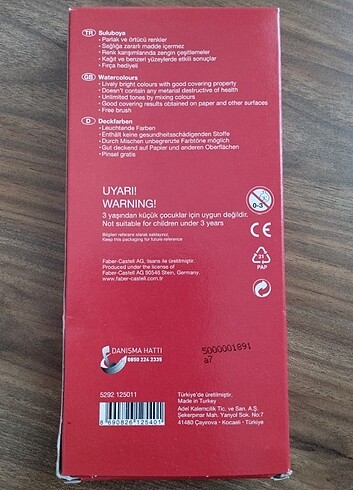 TR Suluboya
• Parlak ve örtücü renkler
• Sağlığa zararlı madde içermez
• Renk karışımlarında zengin çeşitlemeler
• Kağıt ve benzeri yüzeylerde etkili sonuçlar
• Fırça hediyeli
GB Watercolours
• Lively bright colours with good covering property
• Doesn't contain any metarial destructive of health
• Unlimited tones by mixing colours
• Good covering results obtained on paper and other surfaces
• Free brush
D Deckfarben
• Leuchtande Farben
• Enthält keine gesundheitsschädingenden Stoffe
• Durch Mischen unbegrenzte Farbtöne möglich
• Gut deckend auf Papier und anderen Oberflächen
• Pinsel gratis
UYARI!
WARNING!
3 yaşından küçük çocuklar için uygun değildir.
Not suitable for children under 3 years
Bilgileri referans olarak saklayınız.
Keep this packaging for future reference
0-3
CE
21
PAP
Faber-Castell AG, lisans ile üretilmiştir.
Produced under the license of
Faber-Castell AG 90546 Stein, Germany.
www.faber-castell.com
DANIŞMA HATTI
0850 224 2339
5000001891
a7
5292 125011
8 690826 125401
Türkiye'de üretilmiştir.
Made in Turkey
Adel Kalemcilik Tic. ve San. A.Ş.
Şekerpınar Mah. Yanyol Sok. No:7
41480 Çayırova - Kocaeli - Türkiye